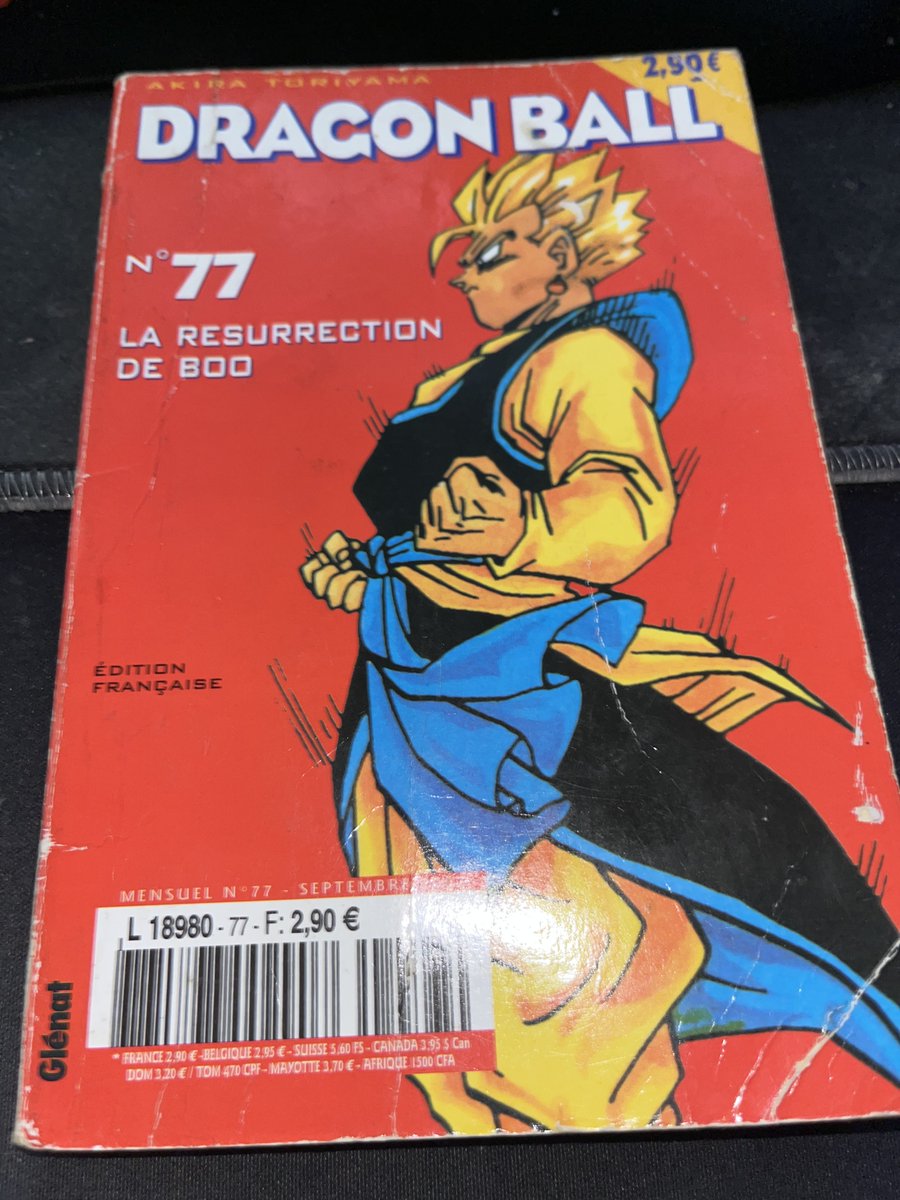 AKIRA TORIYAMA
2,90 €
DRAGON BALL
N° 77
LA RESURRECTION
DE BOO
ÉDITION
FRANÇAISE
MENSUEL N°77 - SEPTEMBRE
L 18980 - 77 - F: 2,90 €
Glénat
* FRANCE 2,90 € - BELGIQUE 2,95 € - SUISSE 5,60 FS - CANADA 3,95 $ Can
DOM 3,20 € / TOM 470 CPF - MAYOTTE 3,70 € - AFRIQUE 1500 CFA